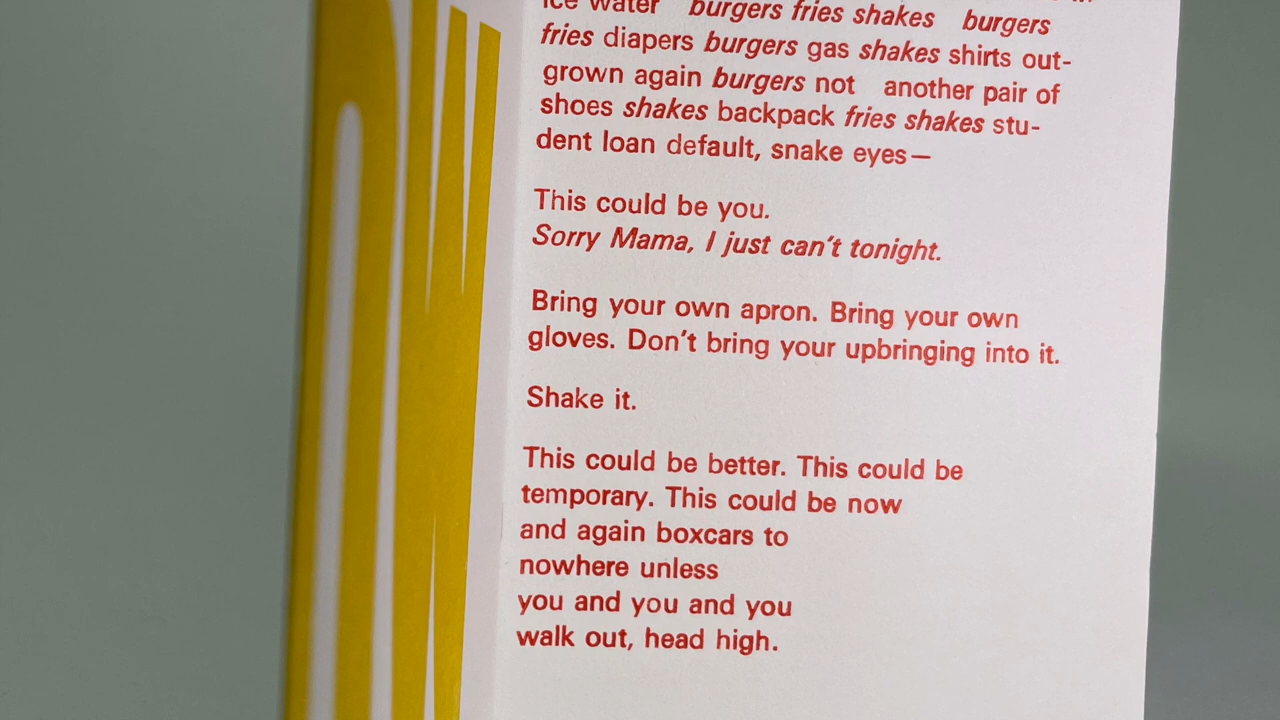 ice water burgers fries shakes burgers
fries diapers burgers gas shakes shirts out-
grown again burgers not another pair of
shoes shakes backpack fries shakes stu-
dent loan default, snake eyes—
This could be you.
Sorry Mama, I just can't tonight.
Bring your own apron. Bring your own
gloves. Don't bring your upbringing into it.
Shake it.
This could be better. This could be
temporary. This could be now
and again boxcars to
nowhere unless
you and you and you
walk out, head high.